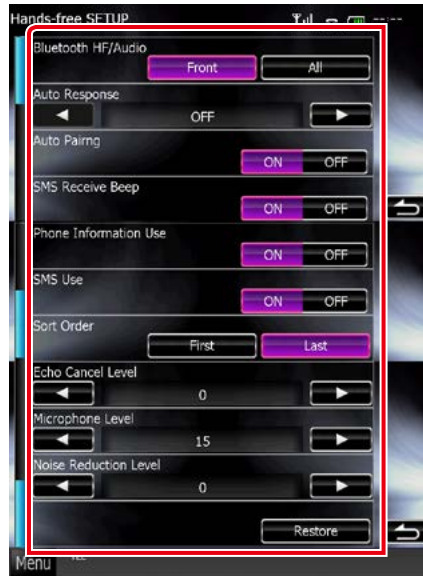 Hands-free SETUP
Bluetooth HF/Audio
Front All
Auto Response
OFF
Auto Pairng
ON OFF
SMS Receive Beep
ON OFF
Phone Information Use
ON OFF
SMS Use
ON OFF
Sort Order
First Last
Echo Cancel Level
0
Microphone Level
15
Noise Reduction Level
0
Restore
Menu